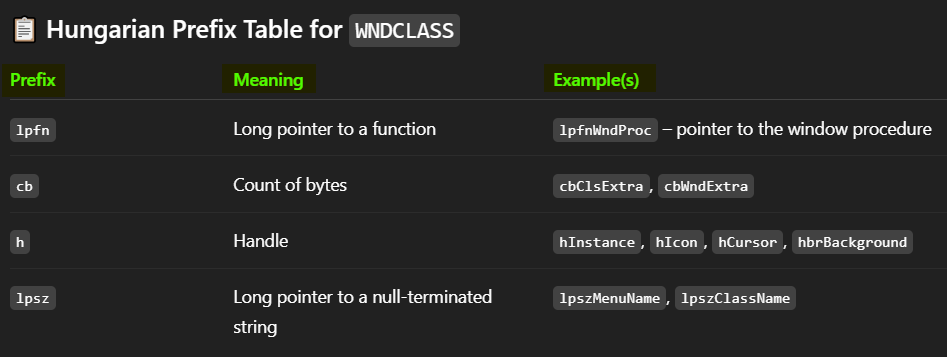 📋 Hungarian Prefix Table for WNDCLASS
Prefix Meaning Example(s)
lpfn Long pointer to a function lpfnWndProc – pointer to the window procedure
cb Count of bytes cbClsExtra, cbWndExtra
h Handle hInstance, hIcon, hCursor, hbrBackground
lpsz Long pointer to a null-terminated string lpszMenuName, lpszClassName